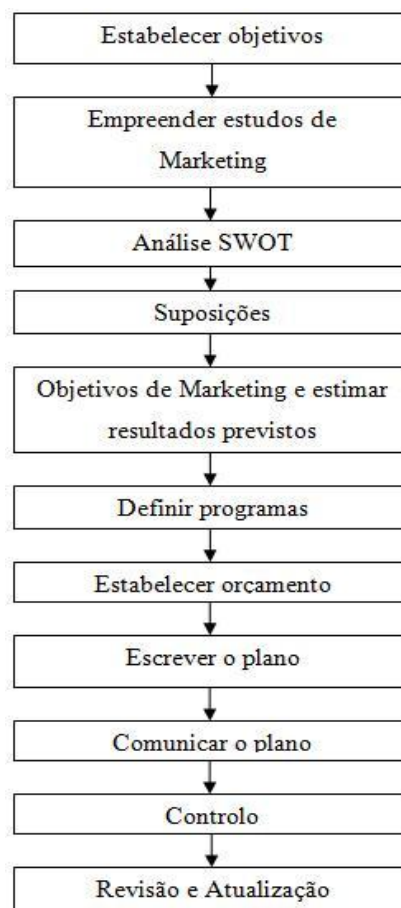 Estabelecer objetivos
Empreender estudos de
Marketing
Análise SWOT
Suposições
Objetivos de Marketing e estimar
resultados previstos
Definir programas
Estabelecer orçamento
Escrever o plano
Comunicar o plano
Controlo
Revisão e Atualização